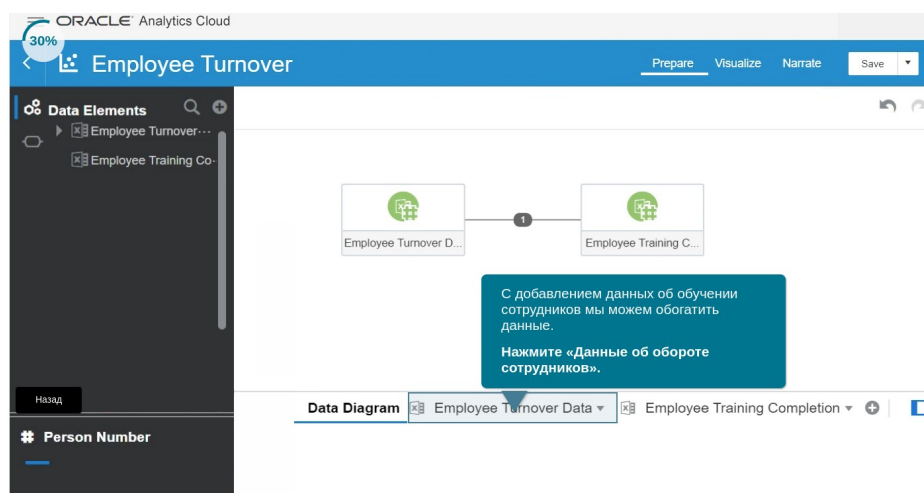 ORACLE Analytics Cloud
30%
Employee Turnover
Prepare Visualize Narrate Save
Data Elements
Employee Turnover...
Employee Training Co..
1
Employee Turnover D...
Employee Training C...
С добавлением данных об обучении
сотрудников мы можем обогатить
данные.
Нажмите «Данные об обороте
сотрудников».
Назад
Data Diagram Employee Turnover Data Employee Training Completion
Person Number